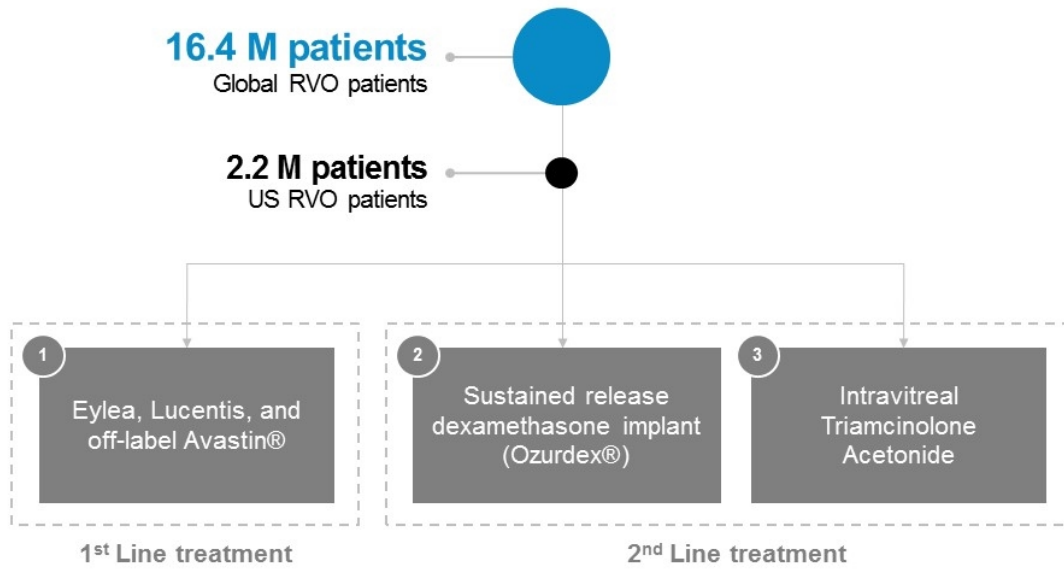 16.4 M patients
Global RVO patients
2.2 M patients
US RVO patients
1
Eylea, Lucentis, and
off-label Avastin®
2
Sustained release
dexamethasone implant
(Ozurdex®)
3
Intravitreal
Triamcinolone
Acetonide
1st Line treatment
2nd Line treatment